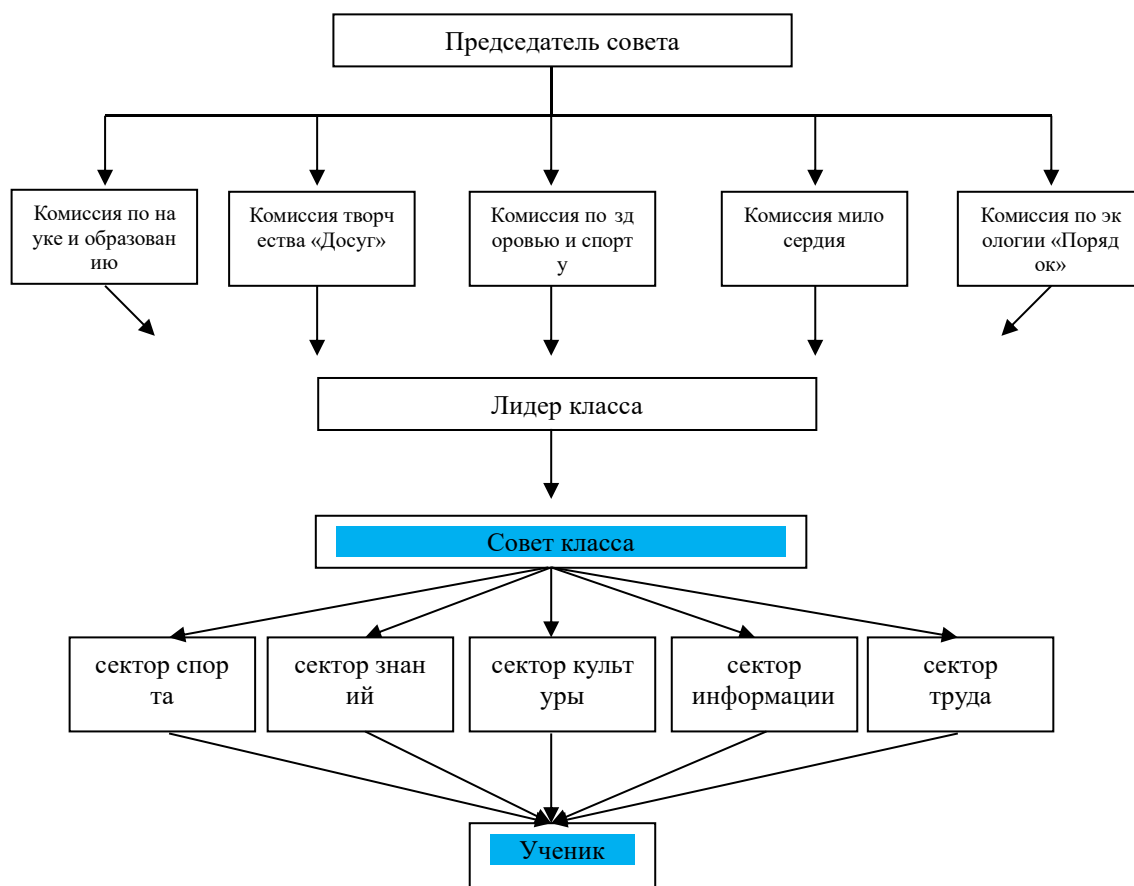 Председатель совета
Комиссия по на
уке и образован
ию
Комиссия творч
ества «Досуг»
Комиссия по зд
оровью и спорт
у
Комиссия мило
сердия
Комиссия по эк
ологии «Поряд
ок»
Лидер класса
Совет класса
сектор спор
та
сектор знан
ий
сектор культ
уры
сектор
информации
сектор
труда
Ученик